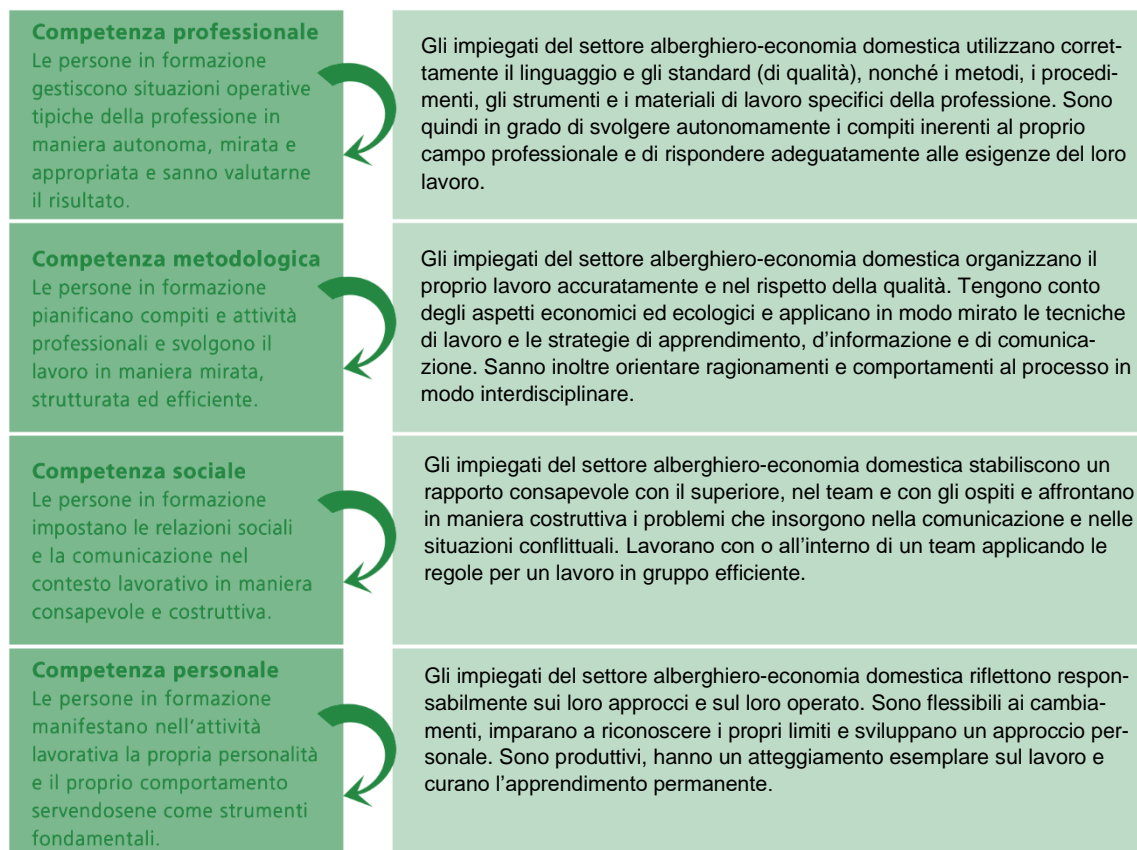 Competenza professionale
Le persone in formazione
gestiscono situazioni operative
tipiche della professione in
maniera autonoma, mirata e
appropriata e sanno valutarne
il risultato.
Gli impiegati del settore alberghiero-economia domestica utilizzano corret-
tamente il linguaggio e gli standard (di qualità), nonché i metodi, i procedi-
menti, gli strumenti e i materiali di lavoro specifici della professione. Sono
quindi in grado di svolgere autonomamente i compiti inerenti al proprio
campo professionale e di rispondere adeguatamente alle esigenze del loro
lavoro.
Competenza metodologica
Le persone in formazione
pianificano compiti e attività
professionali e svolgono il
lavoro in maniera mirata,
strutturata ed efficiente.
Gli impiegati del settore alberghiero-economia domestica organizzano il
proprio lavoro accuratamente e nel rispetto della qualità. Tengono conto
degli aspetti economici ed ecologici e applicano in modo mirato le tecniche
di lavoro e le strategie di apprendimento, d’informazione e di comunica-
zione. Sanno inoltre orientare ragionamenti e comportamenti al processo in
modo interdisciplinare.
Competenza sociale
Le persone in formazione
impostano le relazioni sociali
e la comunicazione nel
contesto lavorativo in maniera
consapevole e costruttiva.
Gli impiegati del settore alberghiero-economia domestica stabiliscono un
rapporto consapevole con il superiore, nel team e con gli ospiti e affrontano
in maniera costruttiva i problemi che insorgono nella comunicazione e nelle
situazioni conflittuali. Lavorano con o all’interno di un team applicando le
regole per un lavoro in gruppo efficiente.
Competenza personale
Le persone in formazione
manifestano nell’attività
lavorativa la propria personalità
e il proprio comportamento
servendosene come strumenti
fondamentali.
Gli impiegati del settore alberghiero-economia domestica riflettono respon-
sabilmente sui loro approcci e sul loro operato. Sono flessibili ai cambia-
menti, imparano a riconoscere i propri limiti e sviluppano un approccio per-
sonale. Sono produttivi, hanno un atteggiamento esemplare sul lavoro e
curano l’apprendimento permanente.